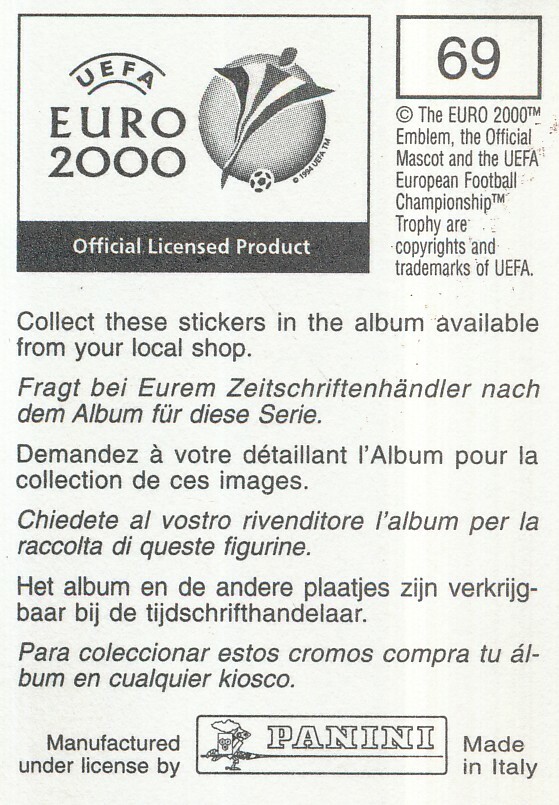 UEFA
EURO
2000
© 1994 UEFA TM
Official Licensed Product
69
© The EURO 2000™
Emblem, the Official
Mascot and the UEFA
European Football
Championship™
Trophy are
copyrights and
trademarks of UEFA.
Collect these stickers in the album available
from your local shop.
Fragt bei Eurem Zeitschriftenhändler nach
dem Album für diese Serie.
Demandez à votre détaillant l'Album pour la
collection de ces images.
Chiedete al vostro rivenditore l'album per la
raccolta di queste figurine.
Het album en de andere plaatjes zijn verkrijg-
baar bij de tijdschrifthandelaar.
Para coleccionar estos cromos compra tu ál-
bum en cualquier kiosco.
Manufactured
under license by
PANINI
Made
in Italy